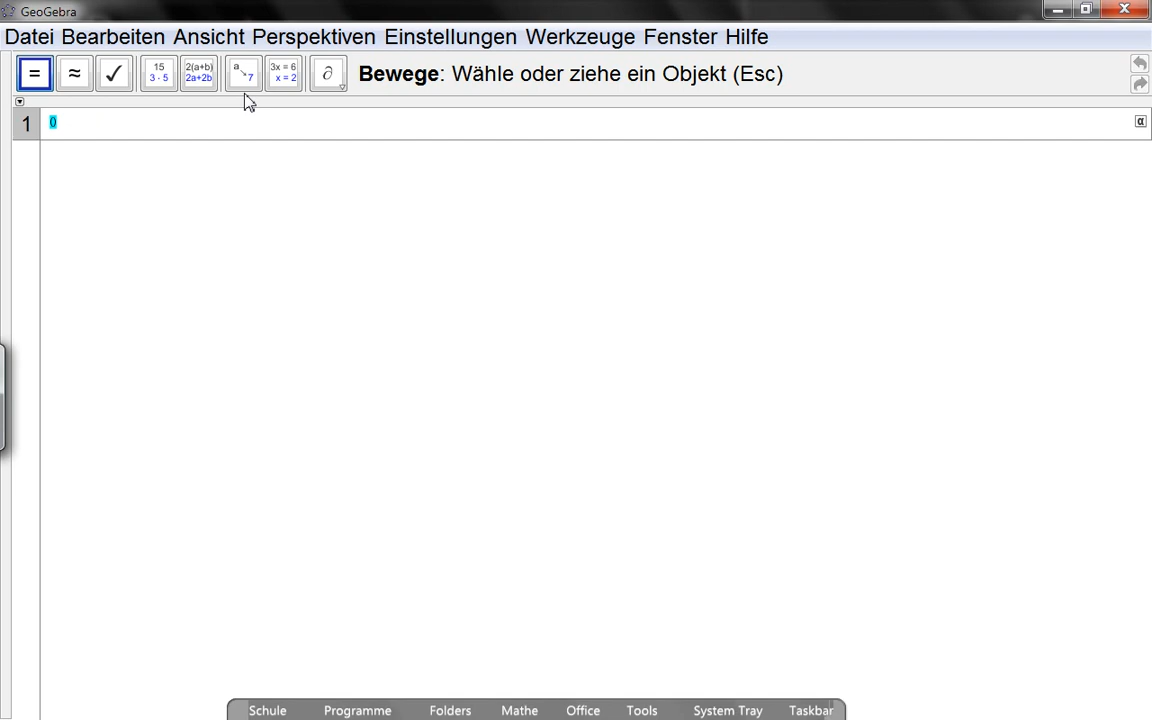 GeoGebra
Datei Bearbeiten Ansicht Perspektiven Einstellungen Werkzeuge Fenster Hilfe
= ≈ ✓ 15 3·5 2(a+b) 2a+2b a 7 3x = 6 x = 2 ∂ Bewege: Wähle oder ziehe ein Objekt (Esc)
1 () α
Schule Programme Folders Mathe Office Tools System Tray Taskbar